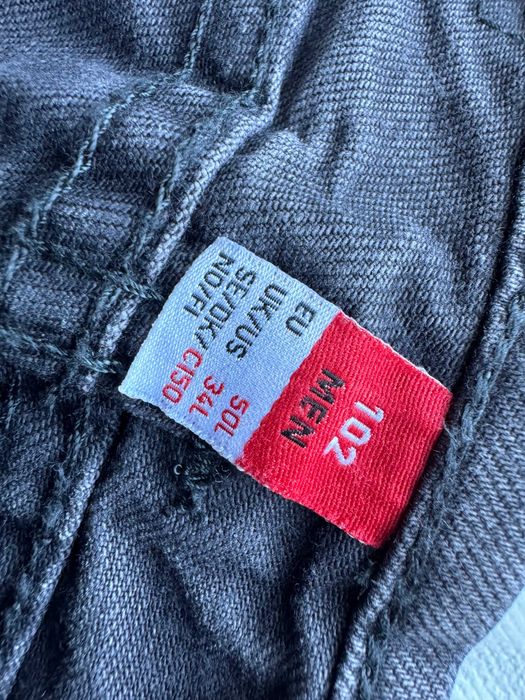 102
MEN
EU 50L
UK/US 34L
SE/DK/ C150
NO/FI